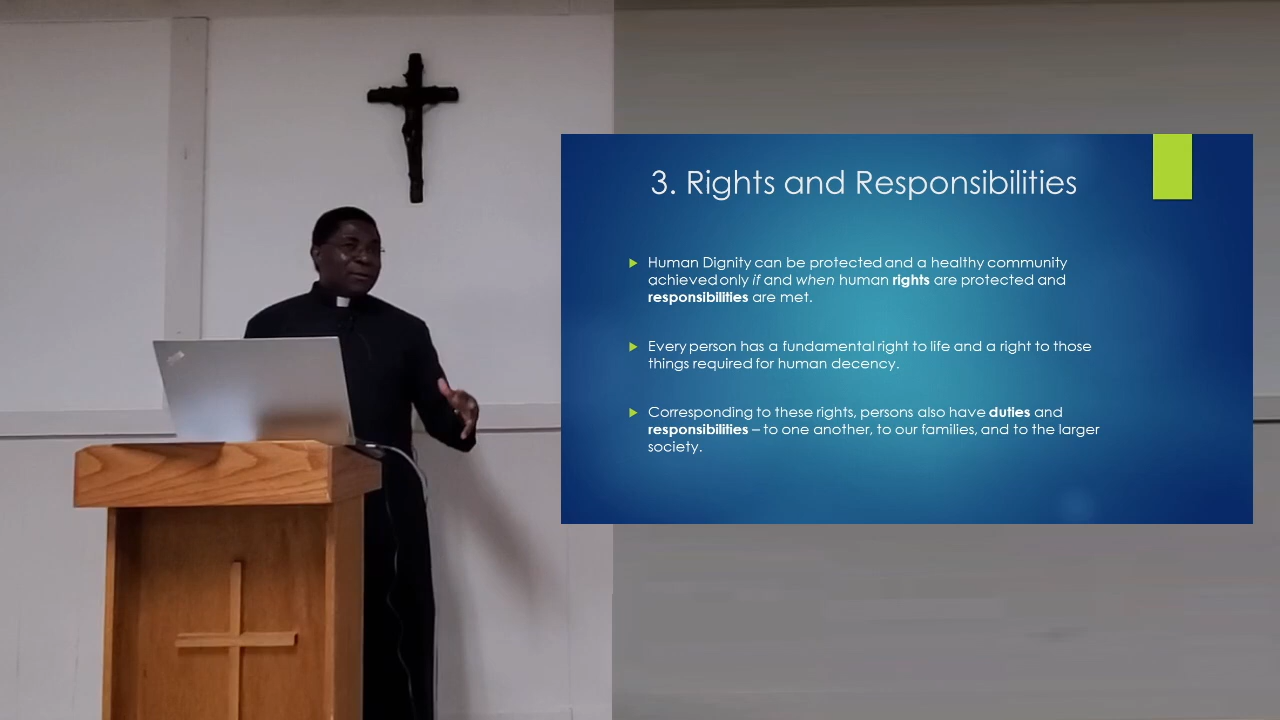 3. Rights and Responsibilities
Human Dignity can be protected and a healthy community
achieved only if and when human rights are protected and
responsibilities are met.
Every person has a fundamental right to life and a right to those
things required for human decency.
Corresponding to these rights, persons also have duties and
responsibilities – to one another, to our families, and to the larger
society.